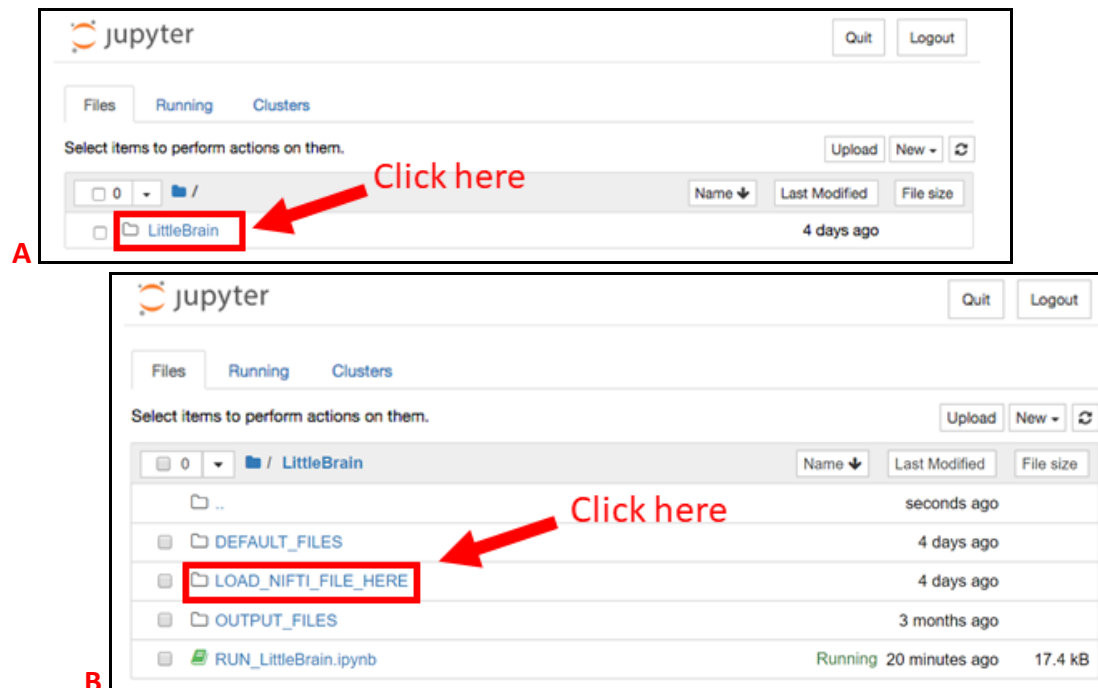 jupyter
Quit Logout
Files Running Clusters
Select items to perform actions on them.
Upload New
Click here
0 / Name Last Modified File size
LittleBrain 4 days ago
A
jupyter
Quit Logout
Files Running Clusters
Select items to perform actions on them.
Upload New
0 / LittleBrain Name Last Modified File size
.. seconds ago
Click here
DEFAULT_FILES 4 days ago
LOAD_NIFTI_FILE_HERE 4 days ago
OUTPUT_FILES 3 months ago
RUN_LittleBrain.ipynb Running 20 minutes ago 17.4 kB
B